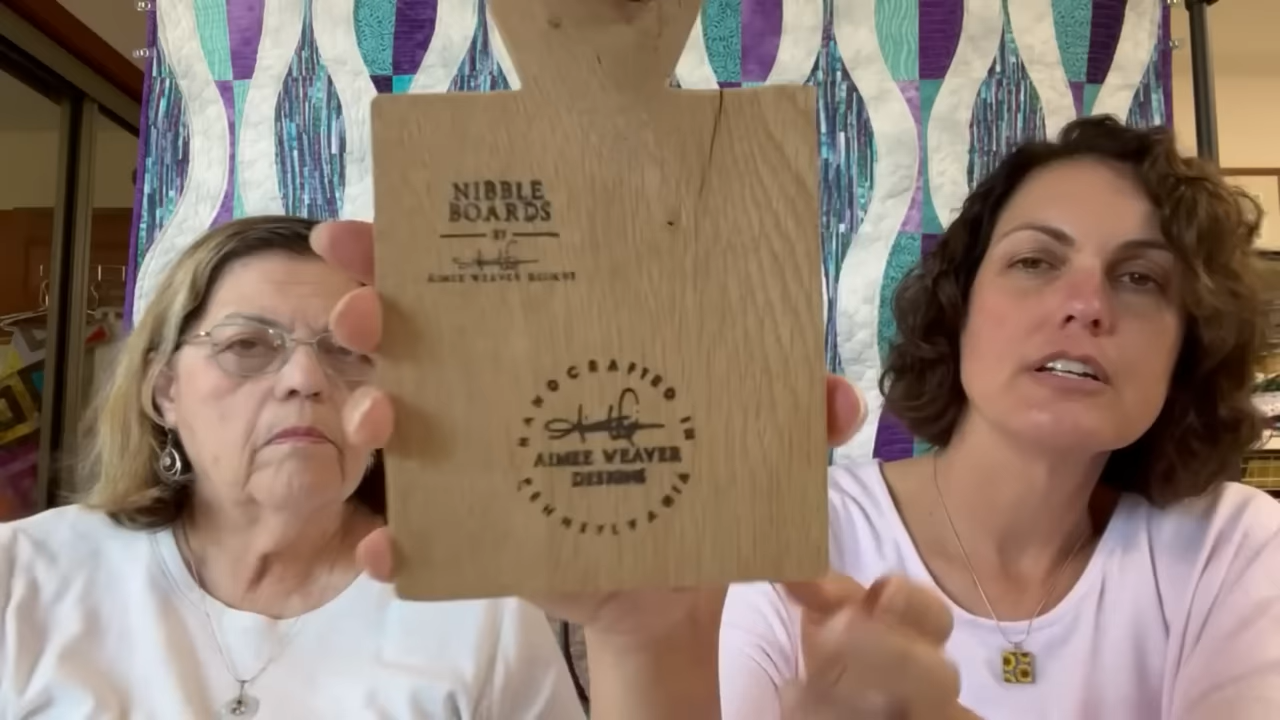 NIBBLE
BOARDS
BY
AIMEE WEAVER DESIGNS
HANDCRAFTED IN
AIMEE WEAVER
DESIGNS
PENNSYLVANIA